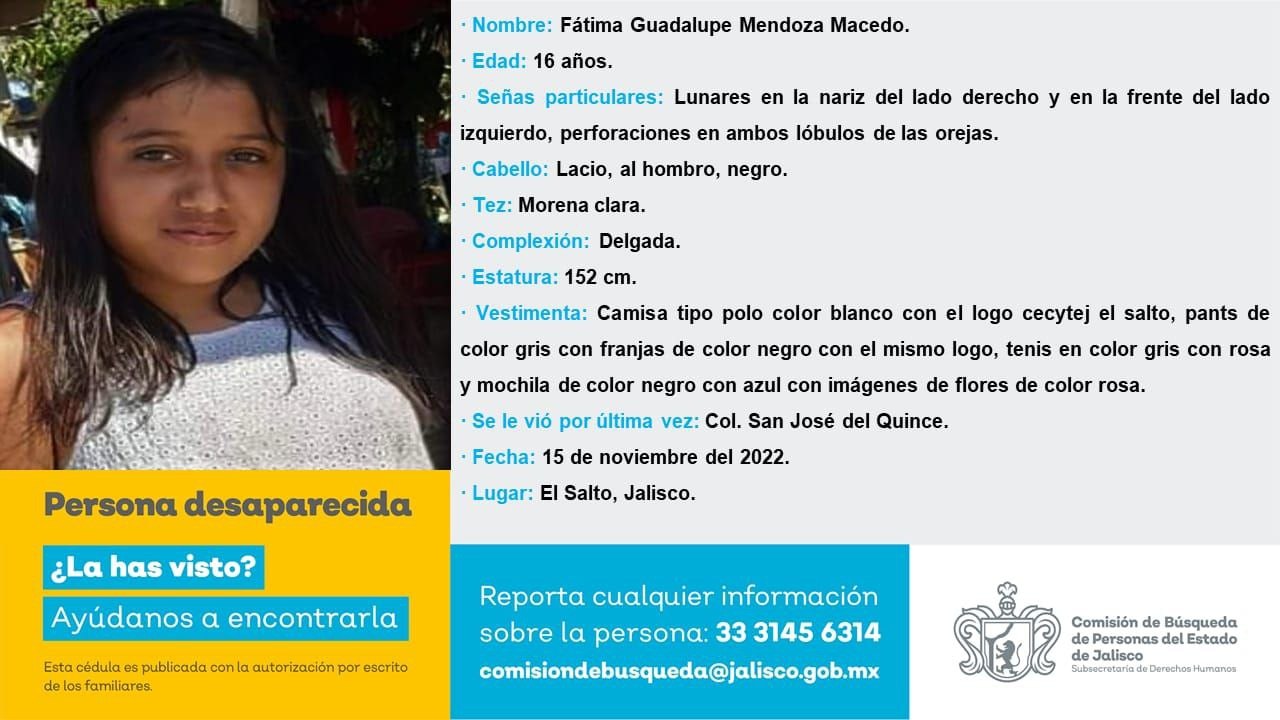 · Nombre: Fátima Guadalupe Mendoza Macedo.
· Edad: 16 años.
· Señas particulares: Lunares en la nariz del lado derecho y en la frente del lado
izquierdo, perforaciones en ambos lóbulos de las orejas.
· Cabello: Lacio, al hombro, negro.
· Tez: Morena clara.
· Complexión: Delgada.
· Estatura: 152 cm.
· Vestimenta: Camisa tipo polo color blanco con el logo cecytej el salto, pants de
color gris con franjas de color negro con el mismo logo, tenis en color gris con rosa
y mochila de color negro con azul con imágenes de flores de color rosa.
· Se le vió por última vez: Col. San José del Quince.
· Fecha: 15 de noviembre del 2022.
· Lugar: El Salto, Jalisco.
Persona desaparecida
¿La has visto?
Ayúdanos a encontrarla
Esta cédula es publicada con la autorización por escrito
de los familiares.
Reporta cualquier información
sobre la persona: 33 3145 6314
comisiondebusqueda@jalisco.gob.mx
Comisión de Búsqueda
de Personas del Estado
de Jalisco
Subsecretaría de Derechos Humanos